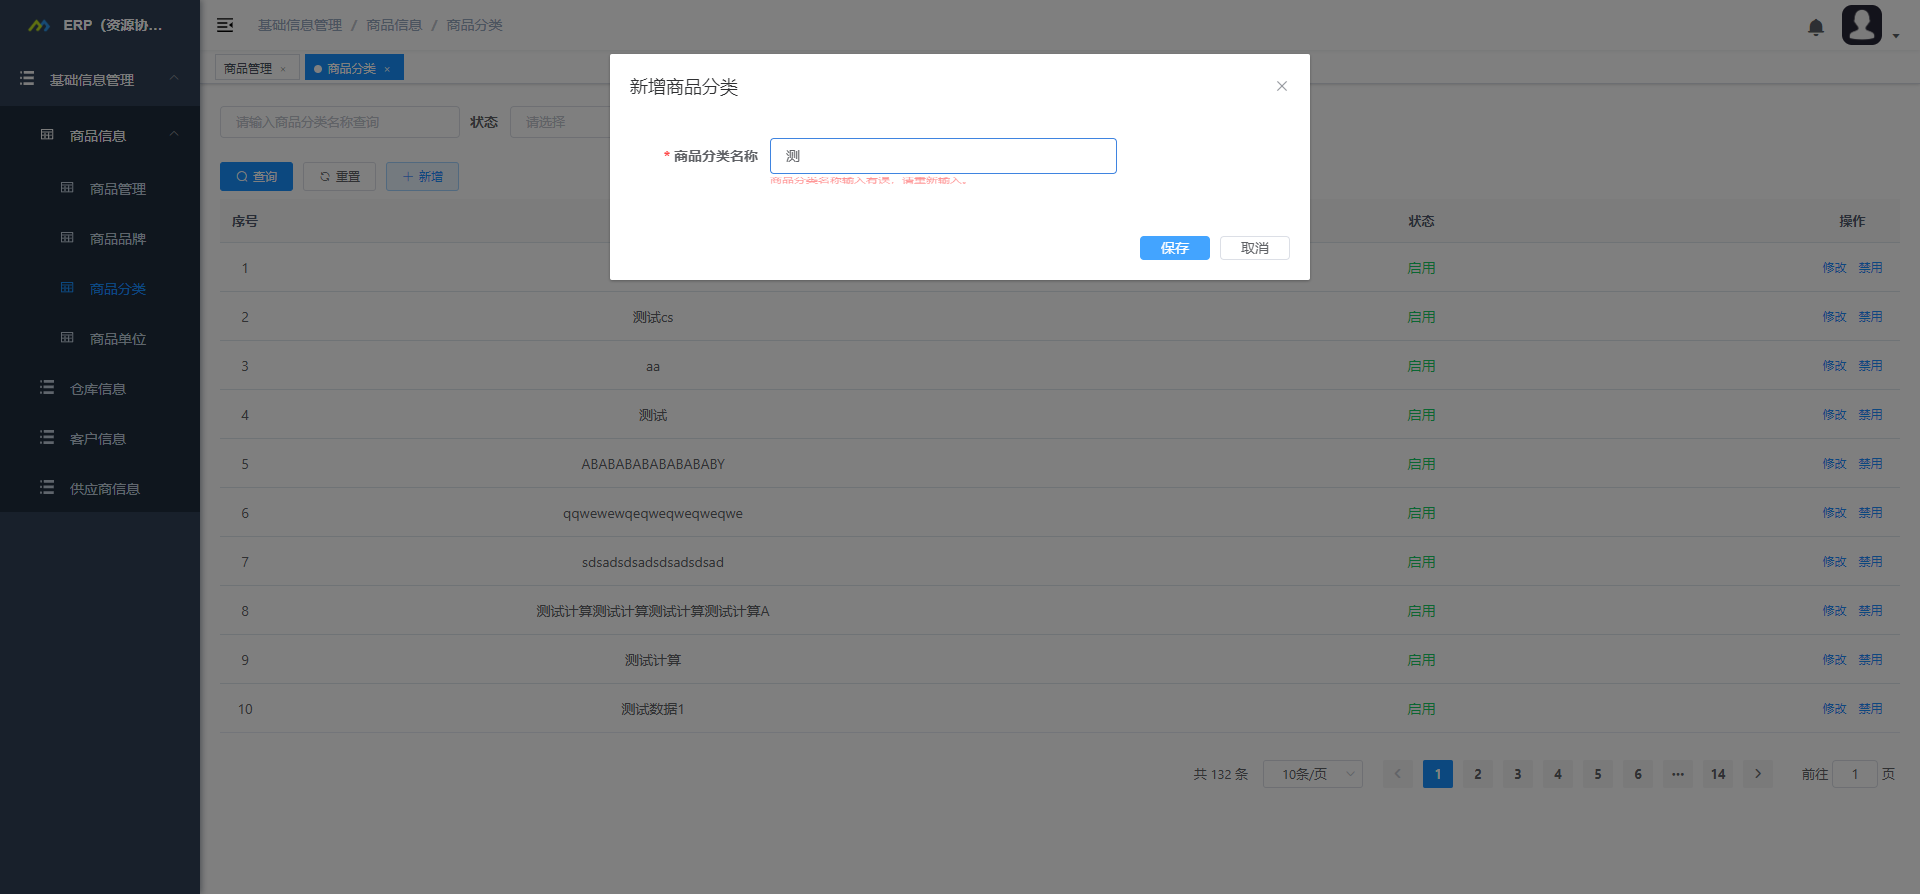 ERP（资源协...
基础信息管理 / 商品信息 / 商品分类
基础信息管理
商品信息
商品管理
商品品牌
商品分类
商品单位
仓库信息
客户信息
供应商信息
商品管理 ×
商品分类 ×
请输入商品分类名称查询
状态
请选择
查询
重置
新增
新增商品分类
* 商品分类名称
测
商品分类名称输入有误，请重新输入。
保存
取消
序号 状态 操作
1 启用 修改 禁用
2 测试cs 启用 修改 禁用
3 aa 启用 修改 禁用
4 测试 启用 修改 禁用
5 ABABABABABABABABY 启用 修改 禁用
6 qqwewewqeqweqweqweqwe 启用 修改 禁用
7 sdsadsdsadsdsadsdsad 启用 修改 禁用
8 测试计算测试计算测试计算测试计算A 启用 修改 禁用
9 测试计算 启用 修改 禁用
10 测试数据1 启用 修改 禁用
共 132 条 10条/页 1 2 3 4 5 6 ••• 14 前往 1 页